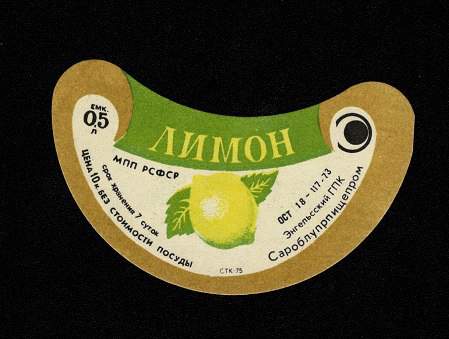 ЕМК.
0,5
л
ЛИМОН
МПП РСФСР
срок хранения 7 суток
ЦЕНА 10 к. БЕЗ СТОИМОСТИ ПОСУДЫ
ОСТ 18-117-73
Энгельсский ГПК
Сароблупрпищепром
СТК-75